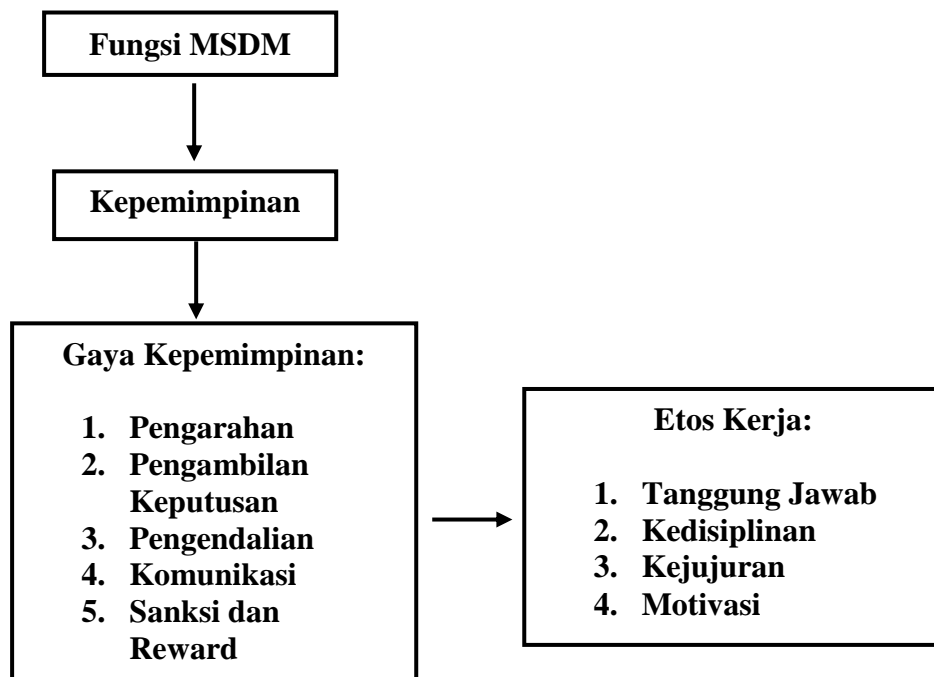 Fungsi MSDM
Kepemimpinan
Gaya Kepemimpinan:
1. Pengarahan
2. Pengambilan
Keputusan
3. Pengendalian
4. Komunikasi
5. Sanksi dan
Reward
Etos Kerja:
1. Tanggung Jawab
2. Kedisiplinan
3. Kejujuran
4. Motivasi